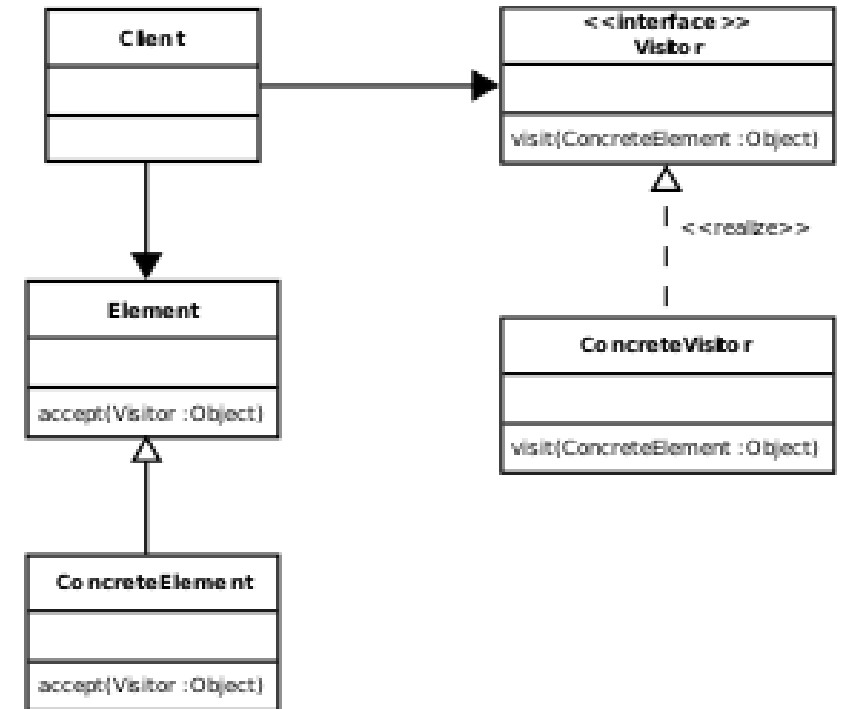 Client
<<interface>>
Visitor
visit(ConcreteElement :Object)
<<realize>>
Element
accept(Visitor :Object)
ConcreteVisitor
visit(ConcreteElement :Object)
ConcreteElement
accept(Visitor :Object)